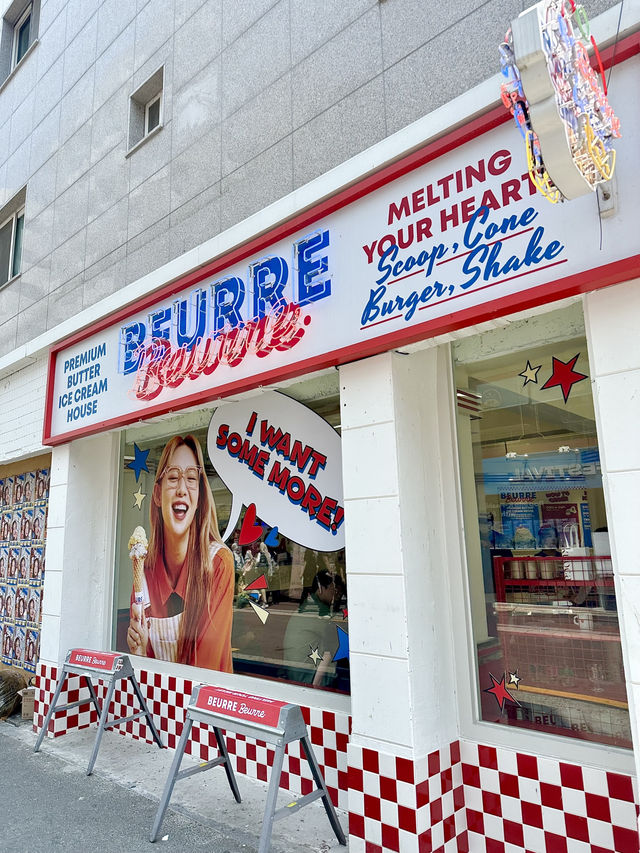 PREMIUM
BUTTER
ICE CREAM
HOUSE
BEURRE
Beurre
MELTING
YOUR HEART
Scoop, Cone
Burger, Shake
I WANT
SOME MORE!
BEURRE
BEURRE Beurre
BEURRE Beurre